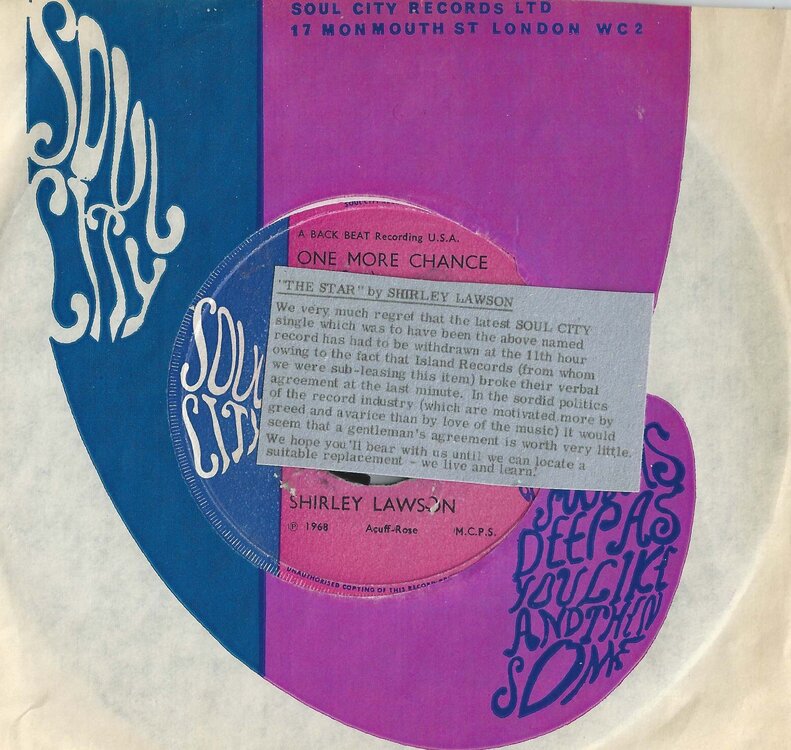 SOUL CITY RECORDS LTD
17 MONMOUTH ST LONDON WC2
SOUL
CITY
A BACK BEAT Recording U.S.A.
ONE MORE CHANCE
SOUL
CITY
"THE STAR" by SHIRLEY LAWSON
We very much regret that the latest SOUL CITY
single which was to have been the above named
record has had to be withdrawn at the 11th hour
owing to the fact that Island Records (from whom
we were sub-leasing this item) broke their verbal
agreement at the last minute. In the sordid politics
of the record industry (which are motivated more by
greed and avarice than by love of the music) it would
seem that a gentleman's agreement is worth very little.
We hope you'll bear with us until we can locate a
suitable replacement - we live and learn!
SHIRLEY LAWSON
℗ 1968 Acuff-Rose M.C.P.S.
UNAUTHORISED COPYING OF THIS RECORD
AS
DEEP AS
YOU LIKE
AND THEN
SOME